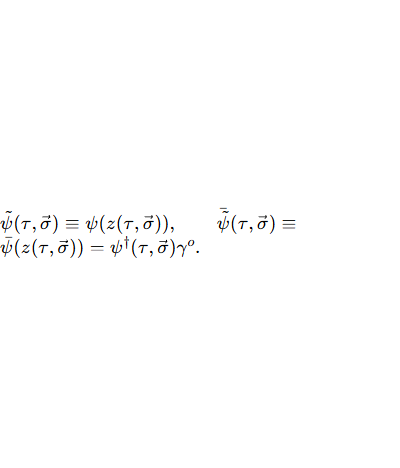 ψ̃(τ, σ⃗) ≡ ψ(z(τ, σ⃗)), ψ̃̄(τ, σ⃗) ≡
ψ̄(z(τ, σ⃗)) = ψ†(τ, σ⃗)γᵒ.